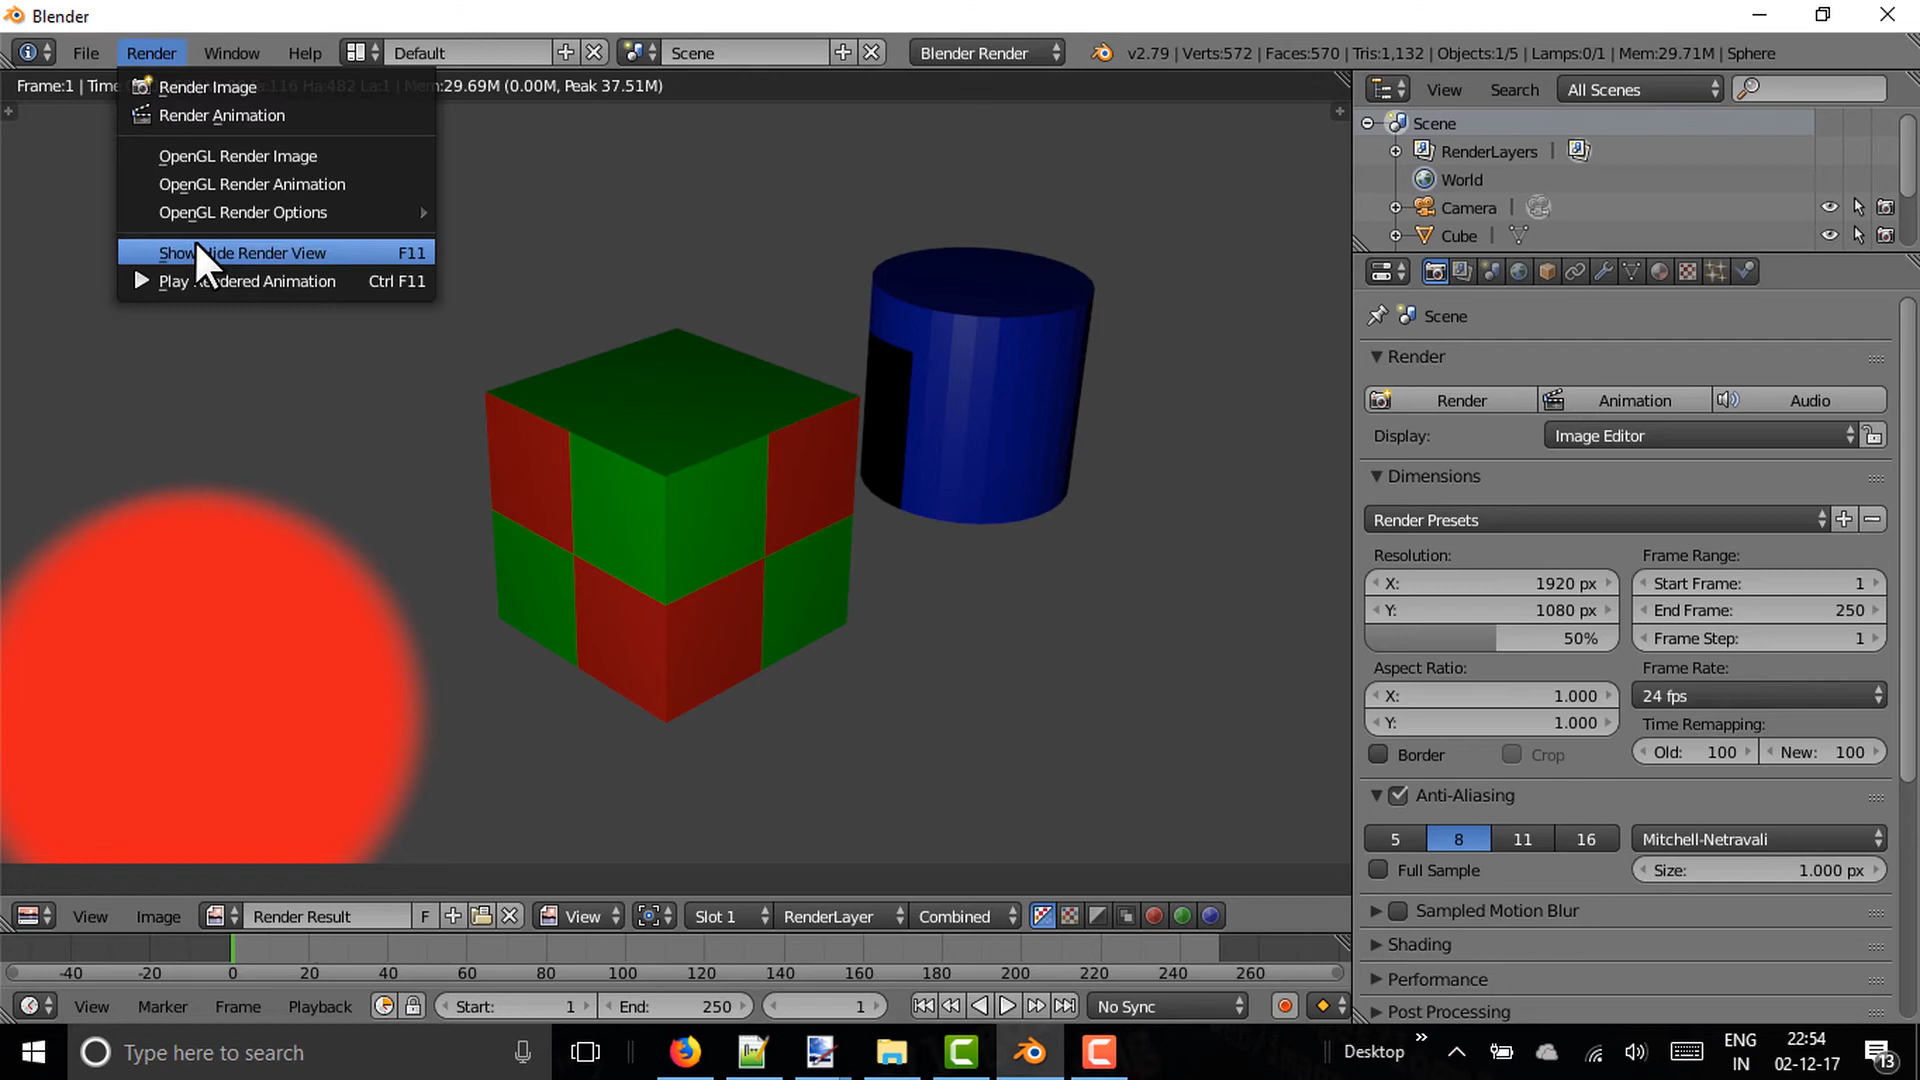 Blender
File Render Window Help Default Scene Blender Render v2.79 | Verts:572 | Faces:570 | Tris:1,132 | Objects:1/5 | Lamps:0/1 | Mem:29.71M | Sphere
Frame:1 | Time Ha:482 La:1 | Mem:29.69M (0.00M, Peak 37.51M)
Render Image
Render Animation
OpenGL Render Image
OpenGL Render Animation
OpenGL Render Options
Show Hide Render View F11
Play Rendered Animation Ctrl F11
View Search All Scenes
Scene
RenderLayers |
World
Camera |
Cube |
Scene
Render
Render Animation Audio
Display: Image Editor
Dimensions
Render Presets
Resolution: Frame Range:
X: 1920 px Start Frame: 1
Y: 1080 px End Frame: 250
50% Frame Step: 1
Aspect Ratio: Frame Rate:
X: 1.000 24 fps
Y: 1.000 Time Remapping:
Border Crop Old: 100 New: 100
Anti-Aliasing
5 8 11 16 Mitchell-Netravali
Full Sample Size: 1.000 px
Sampled Motion Blur
Shading
Performance
Post Processing
View Image Render Result F View Slot 1 RenderLayer Combined
-40 -20 0 20 40 60 80 100 120 140 160 180 200 220 240 260
View Marker Frame Playback Start: 1 End: 250 1 No Sync
Type here to search Desktop ENG 22:54
IN 02-12-17 13